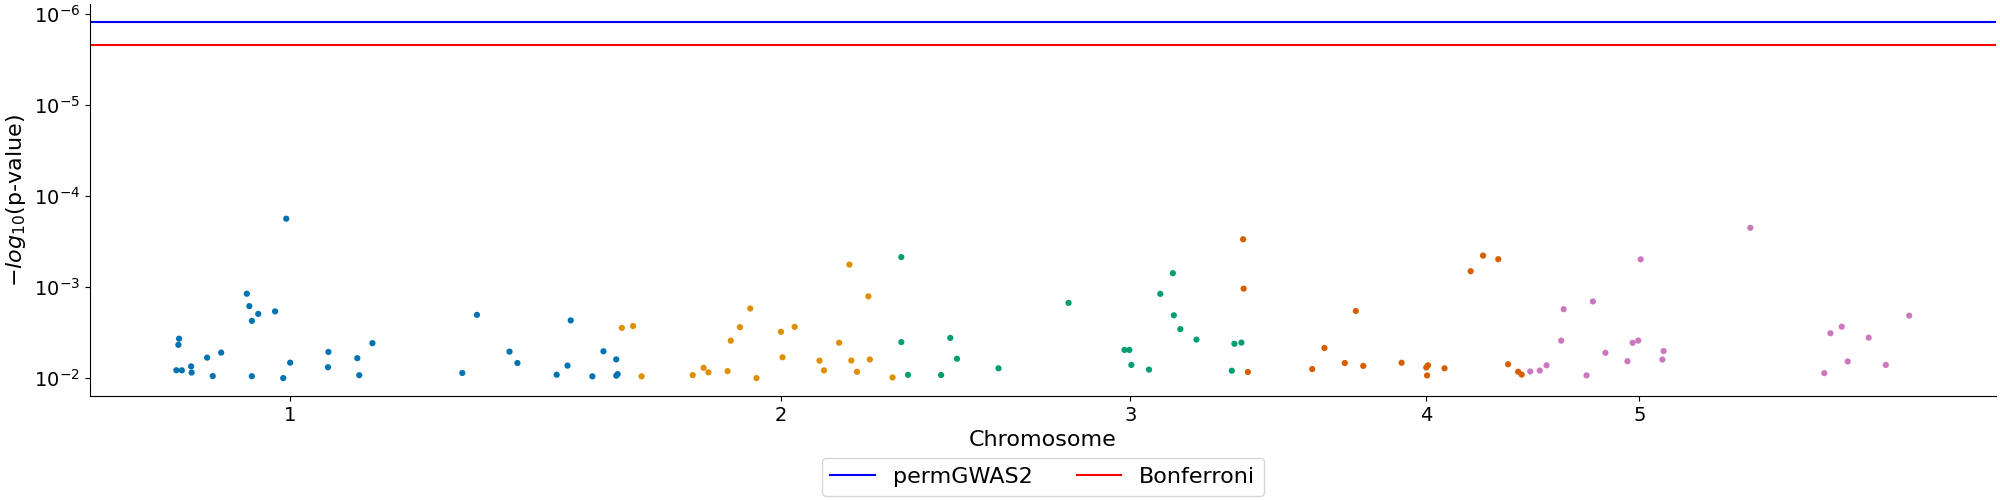 10⁻⁶
10⁻⁵
10⁻⁴
10⁻³
10⁻²
−log₁₀(p-value)
1 2 3 4 5
Chromosome
permGWAS2 Bonferroni